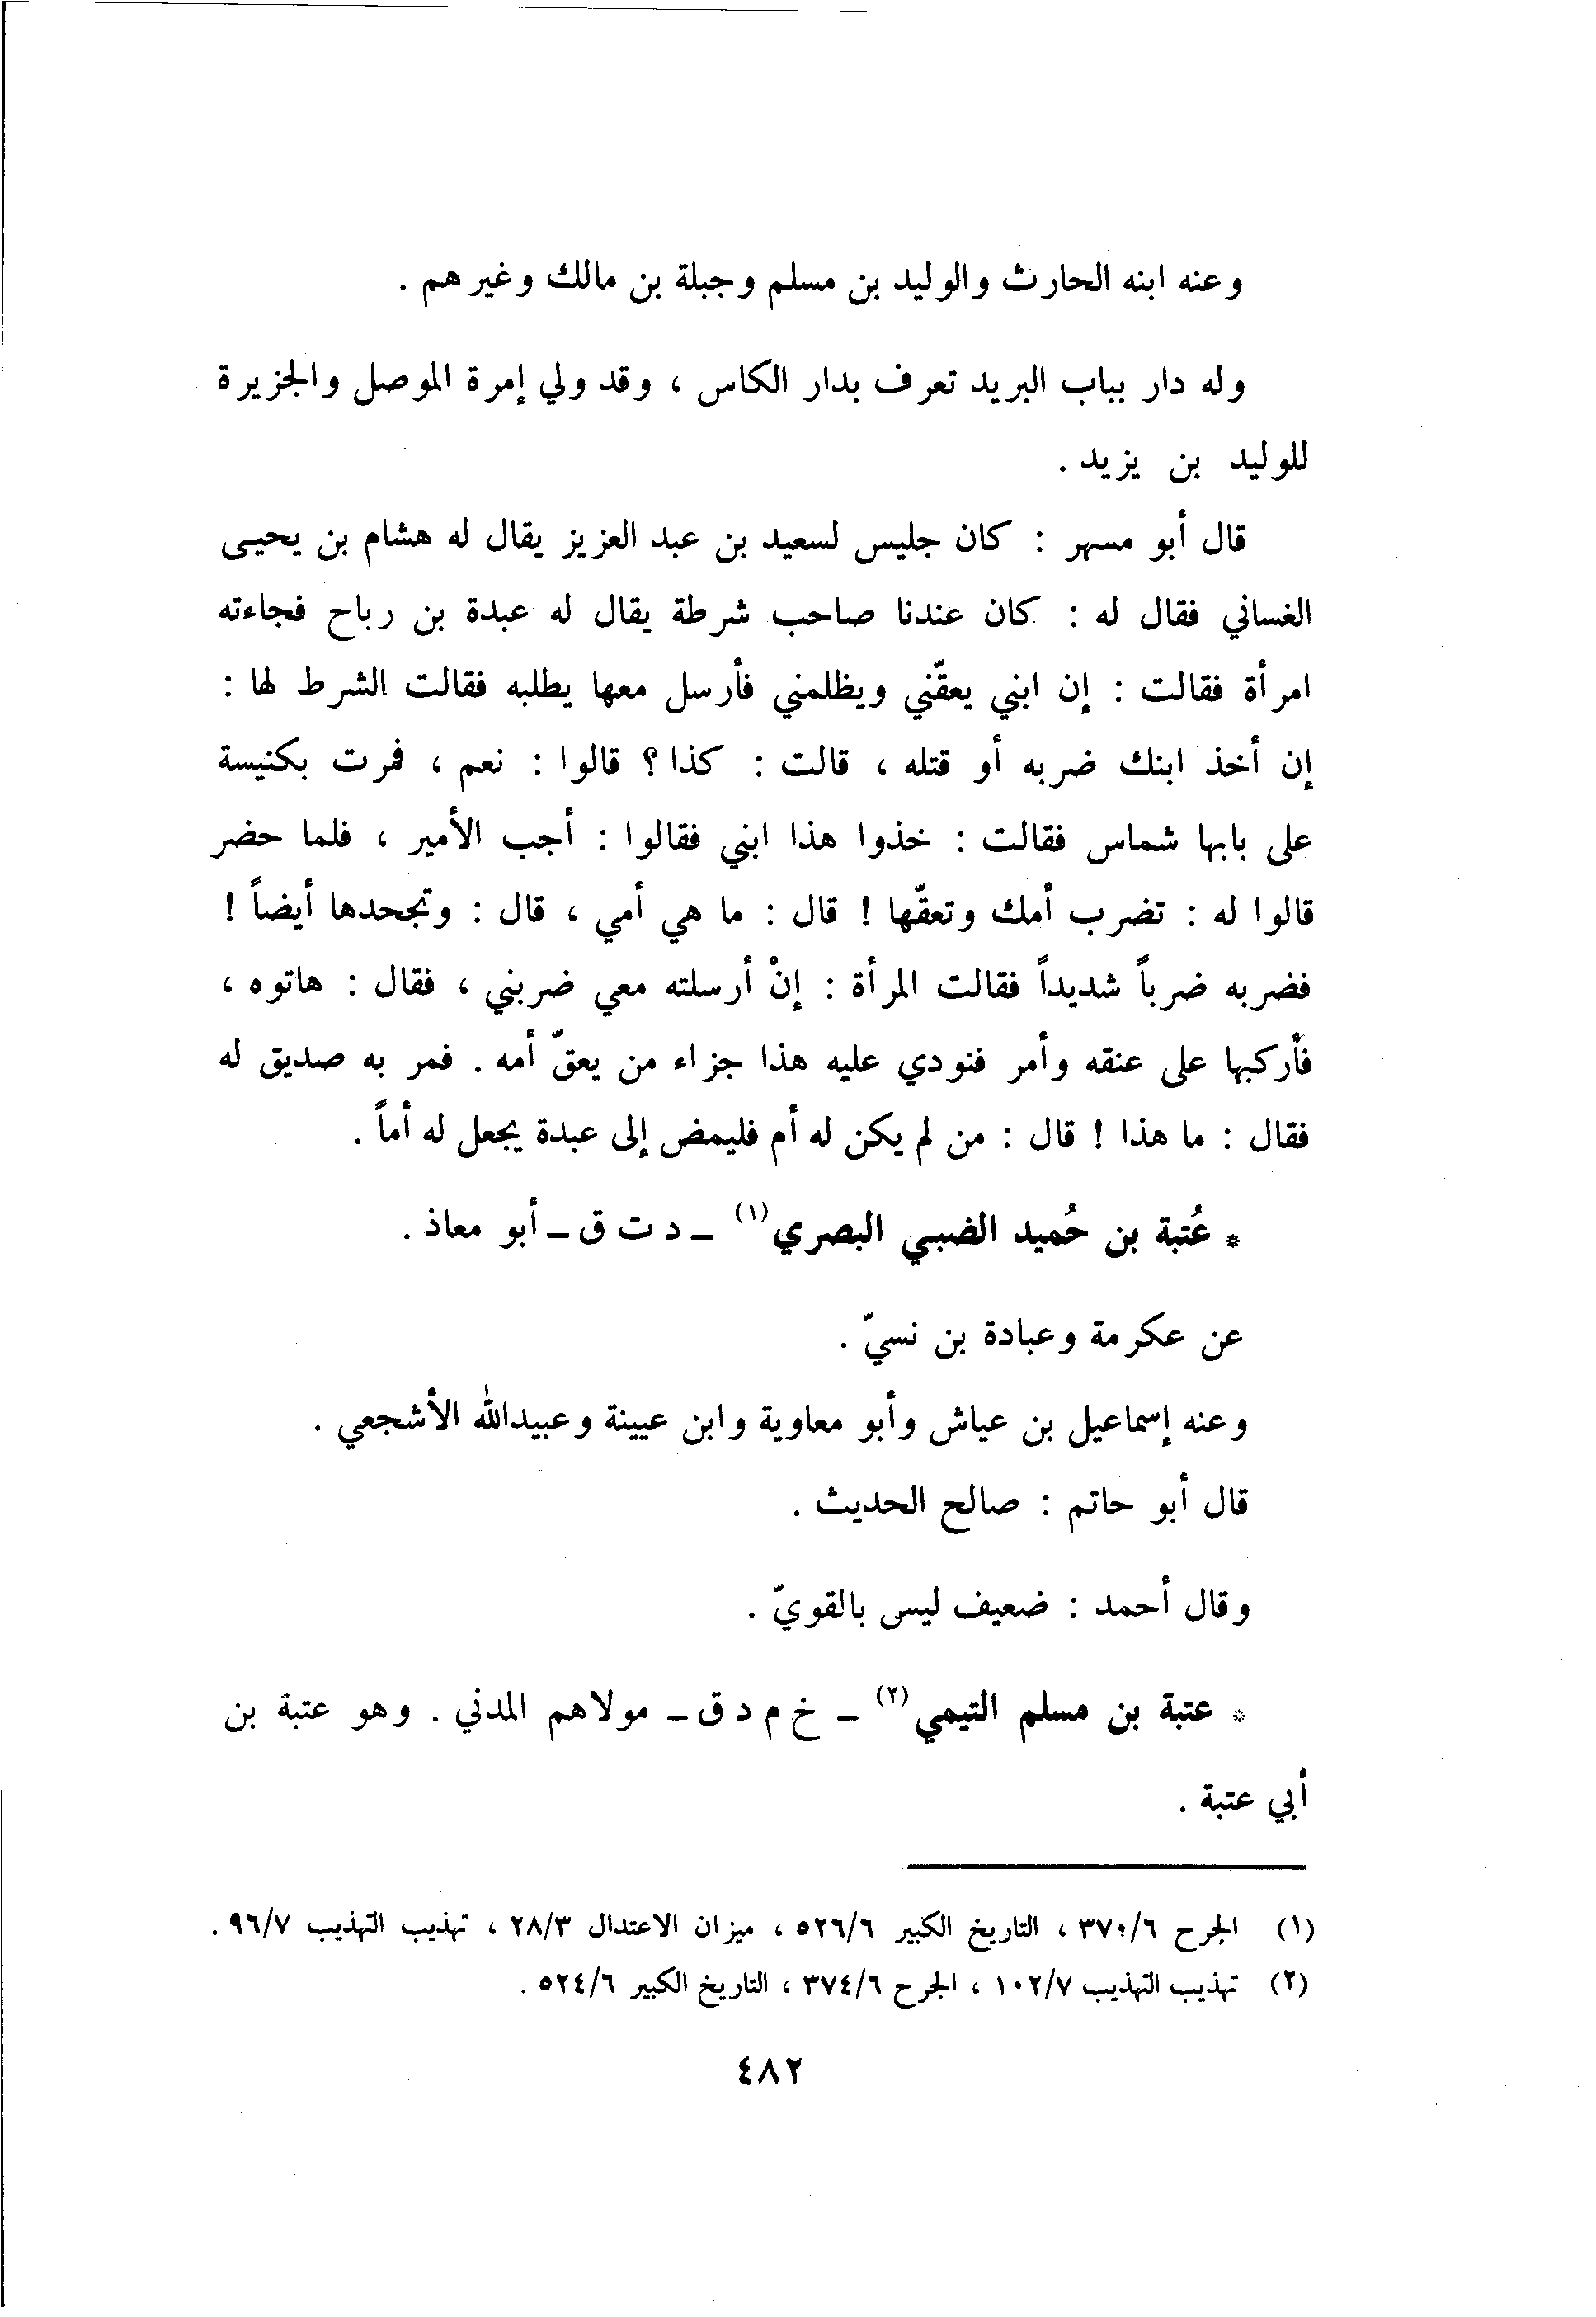 وعنه ابنه الحارث والوليد بن مسلم وجبلة بن مالك وغيرهم .
وله دار بباب البريد تعرف بدار الكاس ، وقد ولي إمرة الموصل والجزيرة
للوليد بن يزيد .
قال أبو مسهر : كان جليس لسعيد بن عبد العزيز يقال له هشام بن يحيى
الغساني فقال له : كان عندنا صاحب شرطة يقال له عبدة بن رباح فجاءته
امرأة فقالت : إن ابني يعقّني ويظلمني فأرسل معها يطلبه فقالت الشرط لها :
إن أخذ ابنك ضربه أو قتله ، قالت : كذا ؟ قالوا : نعم ، فمرت بكنيسة
على بابها شماس فقالت : خذوا هذا ابني فقالوا : أجب الأمير ، فلما حضر
قالوا له : تضرب أمك وتعقّها ! قال : ما هي أمي ، قال : وتجحدها أيضاً !
فضربه ضرباً شديداً فقالت المرأة : إنْ أرسلته معي ضربني ، فقال : هاتوه ،
فأركبها على عنقه وأمر فنودي عليه هذا جزاء من يعقّ أمه . فمر به صديق له
فقال : ما هذا ! قال : من لم يكن له أم فليمض إلى عبدة يجعل له أماً .
* عُتبة بن حُميد الضبي البصري (١) ـ د ت ق ـ أبو معاذ .
عن عكرمة وعبادة بن نسيّ .
وعنه إسماعيل بن عياش وأبو معاوية وابن عيينة وعبيدالله الأشجعي .
قال أبو حاتم : صالح الحديث .
وقال أحمد : ضعيف ليس بالقويّ .
* عتبة بن مسلم التيمي (٢) ـ خ م د ق ـ مولاهم المدني . وهو عتبة بن
أبي عتبة .
(١) الجرح ٣٧٠/٦ ، التاريخ الكبير ٥٢٦/٦ ، ميزان الاعتدال ٢٨/٣ ، تهذيب التهذيب ٩٦/٧ .
(٢) تهذيب التهذيب ١٠٢/٧ ، الجرح ٣٧٤/٦ ، التاريخ الكبير ٥٢٤/٦ .
٤٨٢